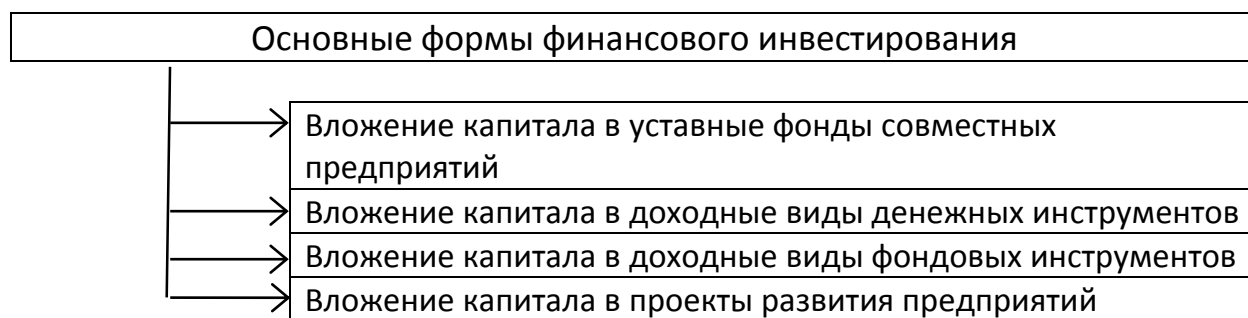 Основные формы финансового инвестирования
Вложение капитала в уставные фонды совместных
предприятий
Вложение капитала в доходные виды денежных инструментов
Вложение капитала в доходные виды фондовых инструментов
Вложение капитала в проекты развития предприятий